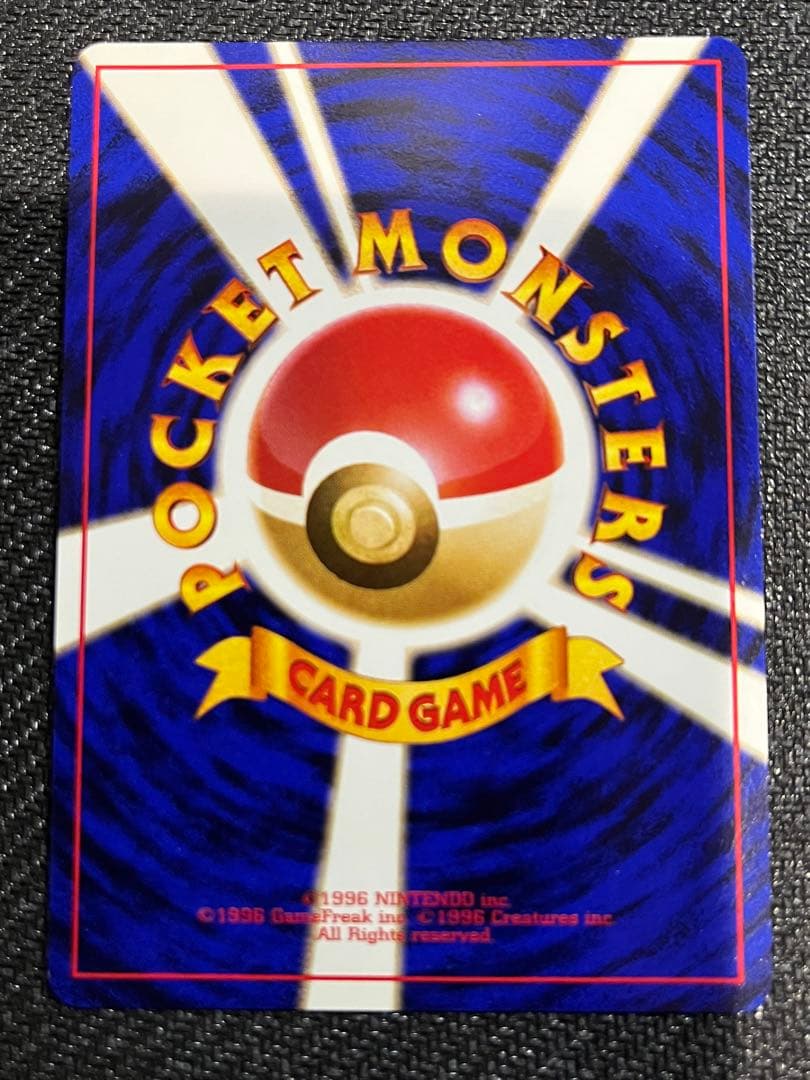 POCKET MONSTERS
CARD GAME
©1996 NINTENDO inc.
©1996 GameFreak inc. ©1996 Creatures inc.
All Rights reserved.